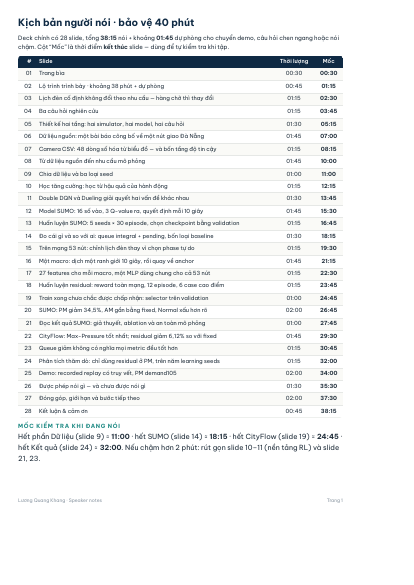 Kịch bản người nói · bảo vệ 40 phút
Deck chính có 28 slide, tổng 38:15 nói + khoảng 01:45 dự phòng cho chuyển demo, câu hỏi chen ngang hoặc nói
chậm. Cột "Mốc" là thời điểm kết thúc slide — dùng để tự kiểm tra khi tập.
# Slide Thời lượng Mốc
01 Trang bìa 00:30 00:30
02 Lộ trình trình bày · khoảng 38 phút + dự phòng 00:45 01:15
03 Lịch đèn cố định không đổi theo nhu cầu — hàng chờ thì thay đổi 01:15 02:30
04 Ba câu hỏi nghiên cứu 01:15 03:45
05 Thiết kế hai tầng: hai simulator, hai model, hai câu hỏi 01:30 05:15
06 Dữ liệu nguồn: một bài báo công bố về một nút giao Đà Nẵng 01:45 07:00
07 Camera CSV: 48 dòng số hóa từ biểu đồ — và bốn tầng độ tin cậy 01:15 08:15
08 Từ dữ liệu nguồn đến nhu cầu mô phỏng 01:45 10:00
09 Chia dữ liệu và ba loại seed 01:00 11:00
10 Học tăng cường: học từ hậu quả của hành động 01:15 12:15
11 Double DQN và Dueling giải quyết hai vấn đề khác nhau 01:30 13:45
12 Model SUMO: 16 số vào, 3 Q-value ra, quyết định mỗi 10 giây 01:45 15:30
13 Huấn luyện SUMO: 5 seeds × 30 episode, chọn checkpoint bằng validation 01:15 16:45
14 Đo cái gì và so với ai: queue integral + pending, bốn loại baseline 01:30 18:15
15 Trên mạng 53 nút: chỉnh lịch đèn thay vì chọn phase tự do 01:15 19:30
16 Một macro: dịch một ranh giới 10 giây, rồi quay về anchor 01:45 21:15
17 27 features cho mỗi macro, một MLP dùng chung cho cả 53 nút 01:15 22:30
18 Huấn luyện residual: reward toàn mạng, 12 episode, 6 case cao điểm 01:15 23:45
19 Train xong chưa chắc được chấp nhận: selector trên validation 01:00 24:45
20 SUMO: PM giảm 34,5%, AM gần bằng fixed, Normal xấu hơn rõ 02:00 26:45
21 Đọc kết quả SUMO: giả thuyết, ablation và an toàn mô phỏng 01:00 27:45
22 CityFlow: Max-Pressure tốt nhất; residual giảm 6,12% so với fixed 01:45 29:30
23 Queue giảm không có nghĩa mọi metric đều tốt hơn 01:15 30:45
24 Phân tích thăm dò: chỉ dùng residual ở PM, trên năm learning seeds 01:15 32:00
25 Demo: recorded replay có truy vết, PM demand105 02:00 34:00
26 Được phép nói gì — và chưa được nói gì 01:30 35:30
27 Đóng góp, giới hạn và bước tiếp theo 02:00 37:30
28 Kết luận & cảm ơn 00:45 38:15
MỐC KIỂM TRA KHI ĐANG NÓI
Hết phần Dữ liệu (slide 9) ≈ 11:00 · hết SUMO (slide 14) ≈ 18:15 · hết CityFlow (slide 19) ≈ 24:45 ·
hết Kết quả (slide 24) ≈ 32:00. Nếu chậm hơn 2 phút: rút gọn slide 10–11 (nền tảng RL) và slide
21, 23.
Lương Quang Khang · Speaker notes Trang 1